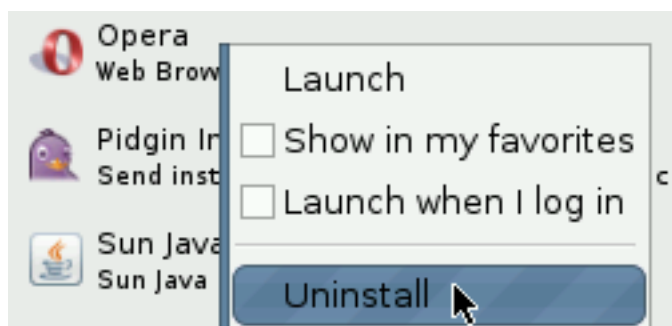 Opera
Web Brow
Launch
Show in my favorites
Pidgin In
Send inst
c
Launch when I log in
Sun Java
Sun Java
Uninstall